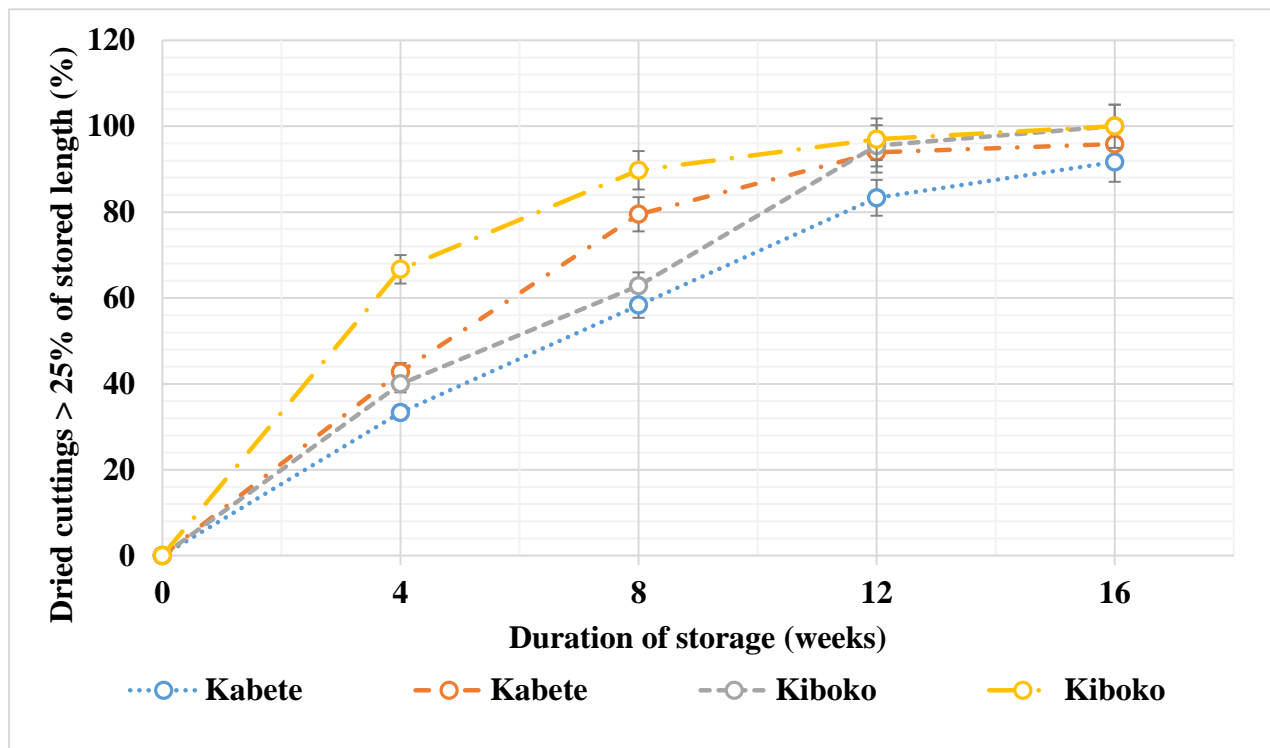 Dried cuttings > 25% of stored length (%)
120
100
80
60
40
20
0
0 4 8 12 16
Duration of storage (weeks)
Kabete Kabete Kiboko Kiboko